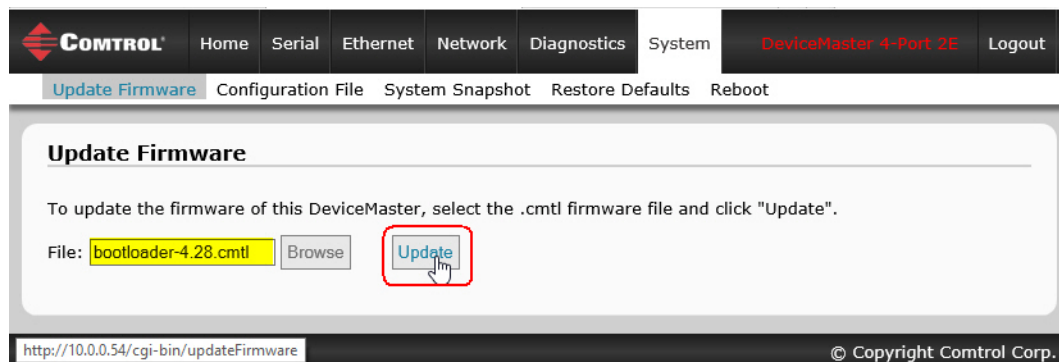 COMTROL Home Serial Ethernet Network Diagnostics System DeviceMaster 4-Port 2E Logout
Update Firmware Configuration File System Snapshot Restore Defaults Reboot
Update Firmware
To update the firmware of this DeviceMaster, select the .cmtl firmware file and click "Update".
File: bootloader-4.28.cmtl Browse Update
http://10.0.0.54/cgi-bin/updateFirmware © Copyright Comtrol Corp.